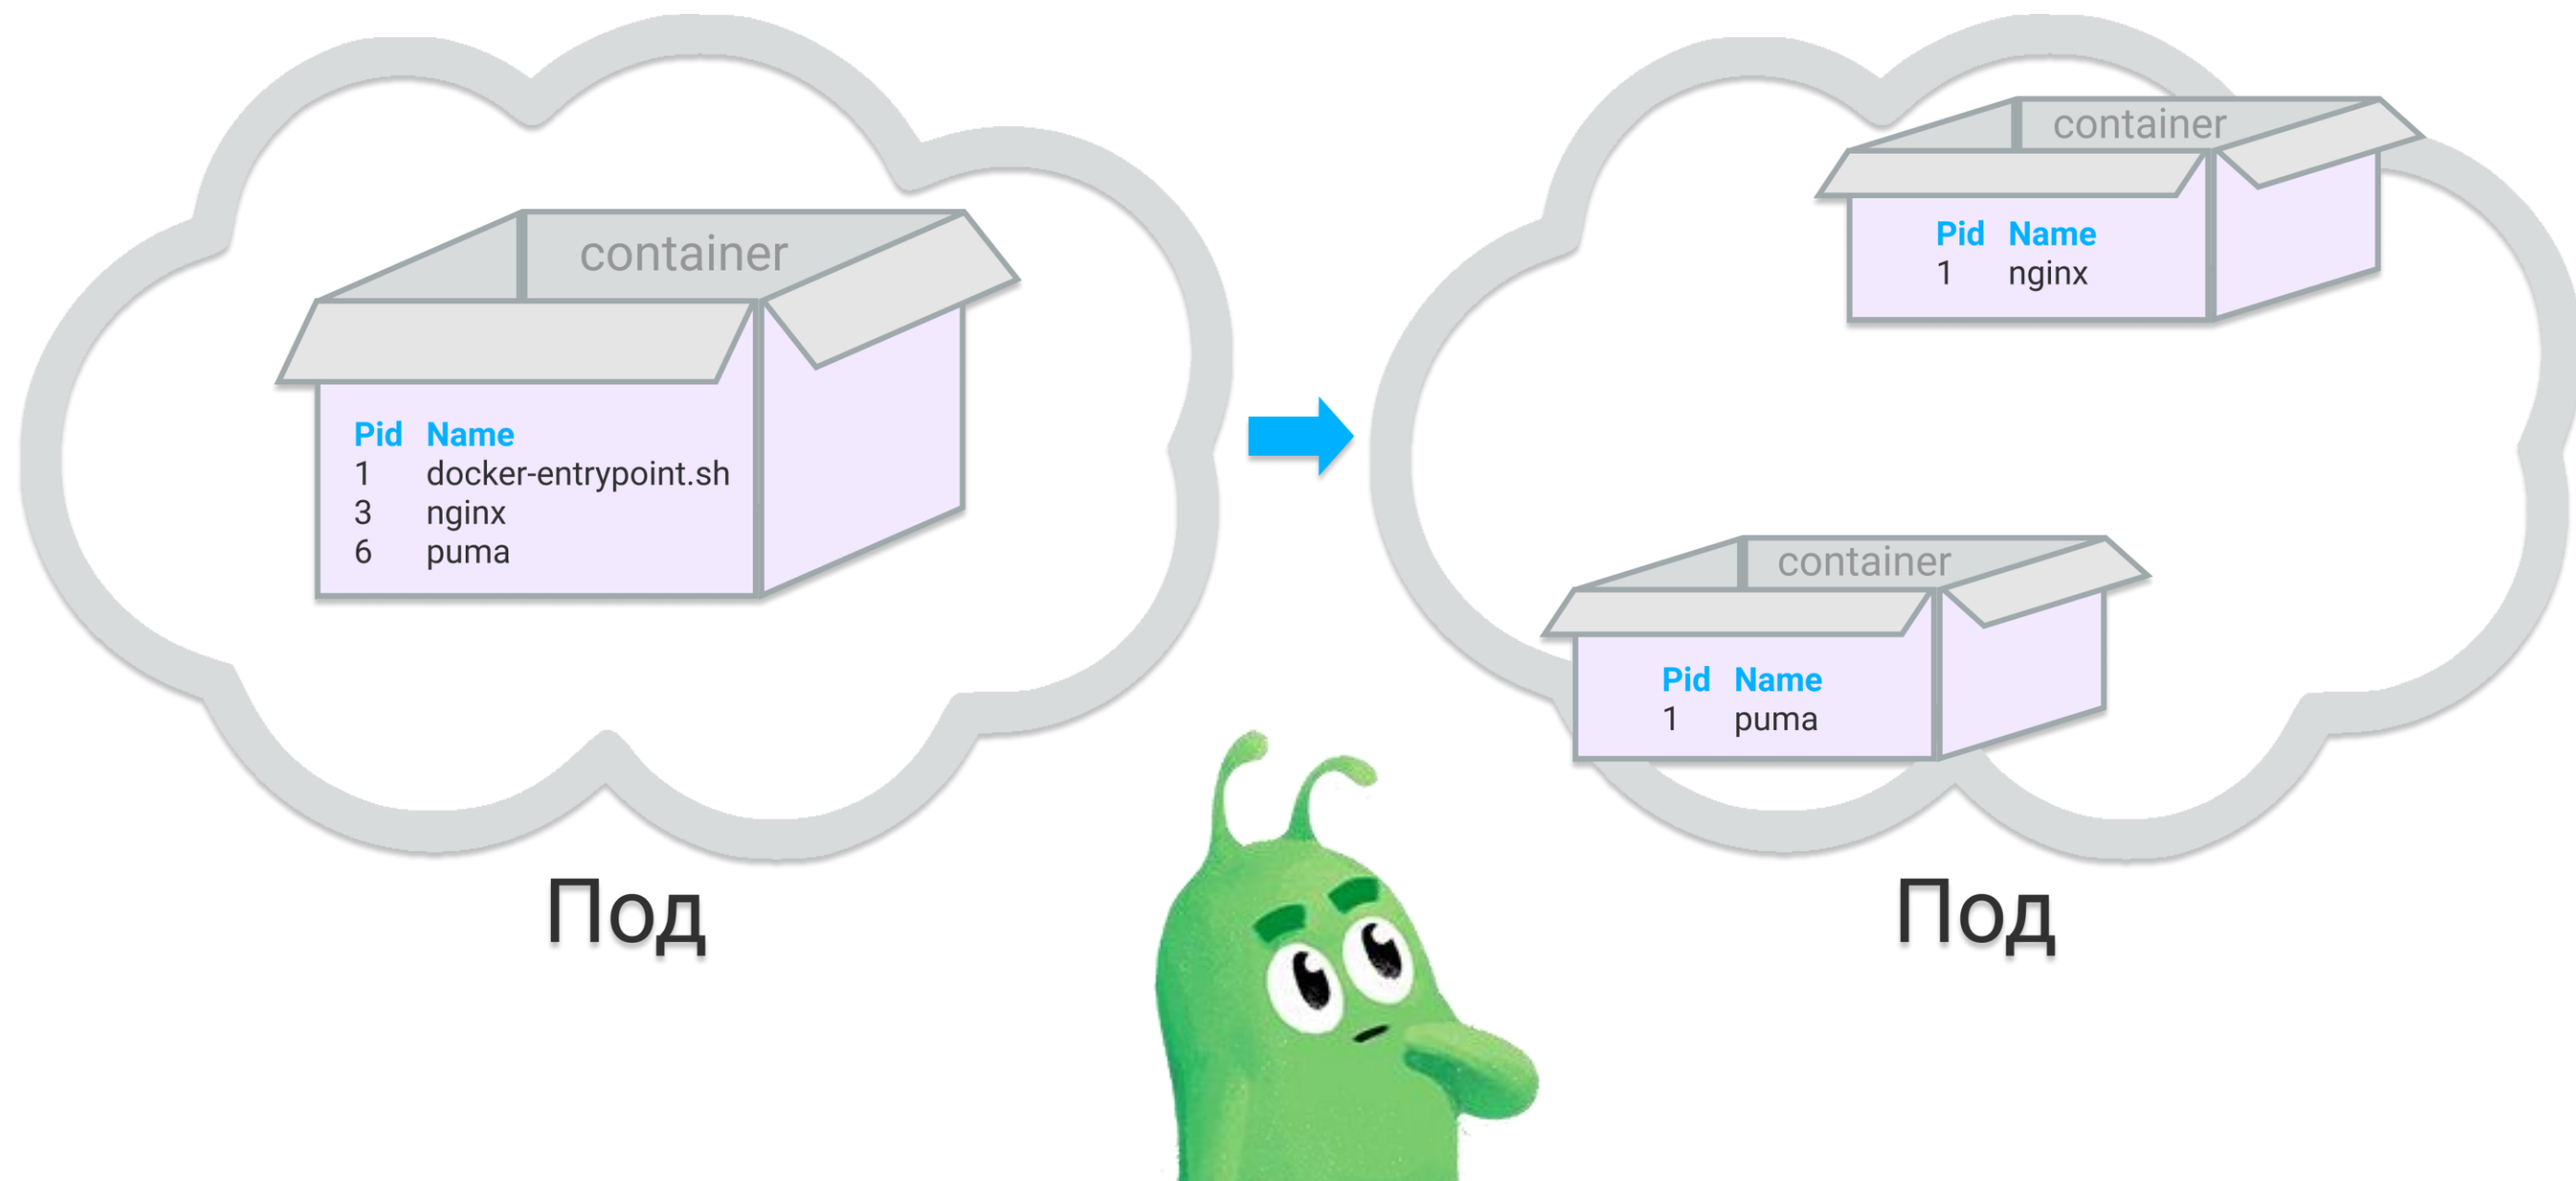 container
Pid Name
1 docker-entrypoint.sh
3 nginx
6 puma
Под
container
Pid Name
1 nginx
container
Pid Name
1 puma
Под